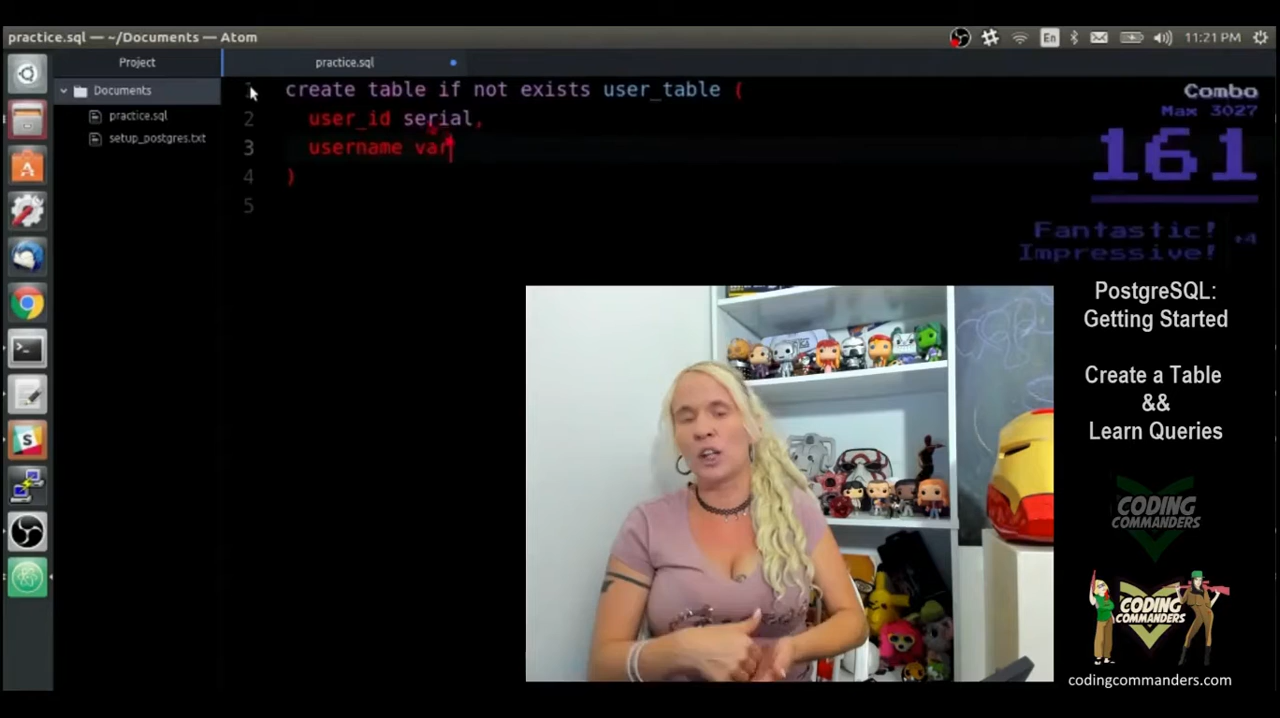 practice.sql — ~/Documents — Atom
En
11:21 PM
Project
practice.sql
Documents
practice.sql
setup_postgres.txt
1 create table if not exists user_table (
2 user_id serial,
3 username var
4 )
5
Combo
Max 3027
161
Fantastic!
Impressive!
+4
PostgreSQL:
Getting Started
Create a Table
&&
Learn Queries
CODING
COMMANDERS
CODING
COMMANDERS
codingcommanders.com